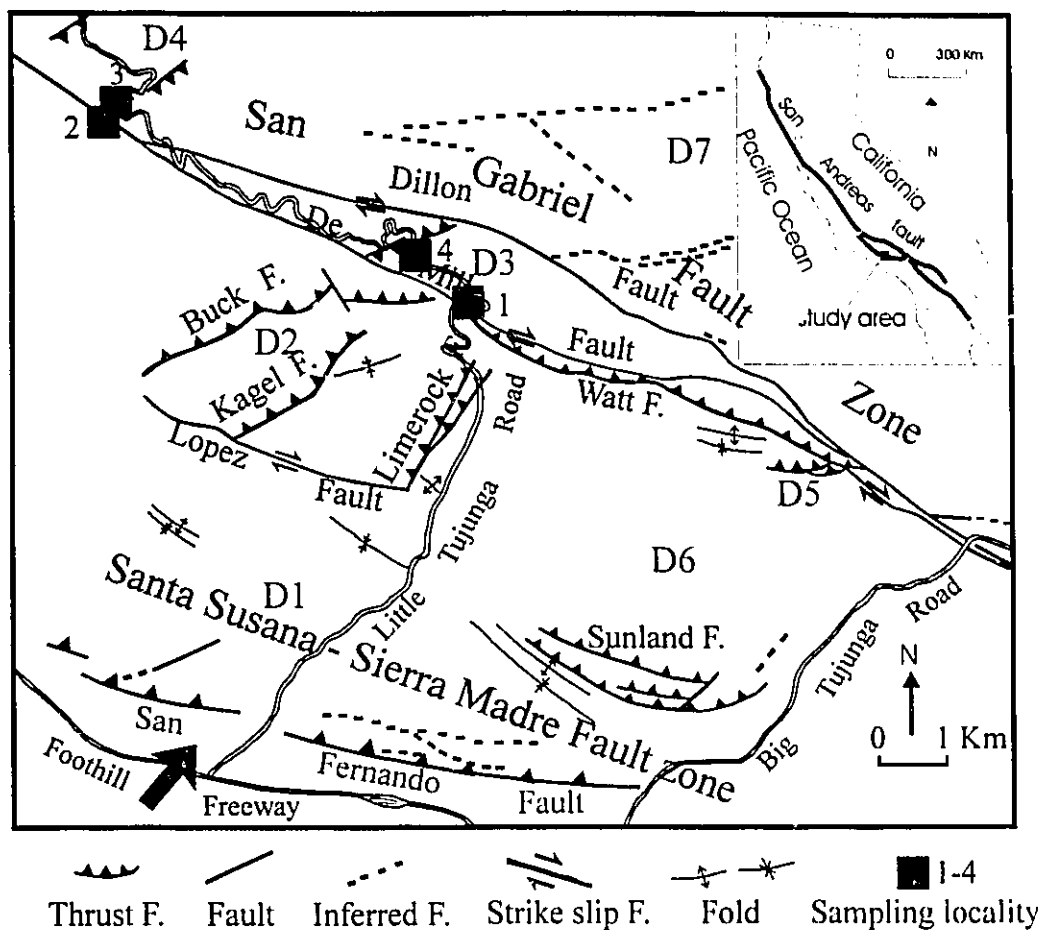 D4
3
2
San
Gabriel
Fault
Zone
D7
Dillon
Fault
De
Mill
Fault
4
D3
1
Buck F.
D2
Kagel F.
Lopez
Fault
Limerock F.
Watt F.
D5
Little Tujunga Road
D1
D6
Santa Susana - Sierra Madre Fault zone
Sunland F.
Big Tujunga Road
San
Fernando
Fault
Foothill
Freeway
N
0 1 Km
0 300 Km
N
San Andreas fault
California
Pacific Ocean
tudy area
Thrust F. Fault Inferred F. Strike slip F. Fold Sampling locality
1-4